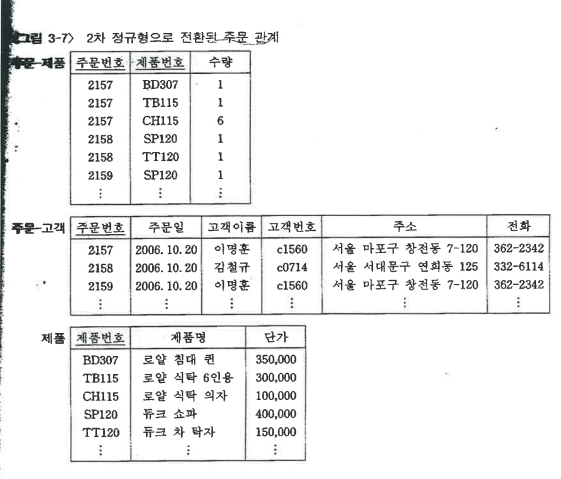 <그림 3-7> 2차 정규형으로 전환된 주문 관계
주문-제품 주문번호 제품번호 수량
2157 BD307 1
2157 TB115 1
2157 CH115 6
2158 SP120 1
2158 TT120 1
2159 SP120 1
⋮ ⋮ ⋮
주문-고객 주문번호 주문일 고객이름 고객번호 주소 전화
2157 2006.10.20 이명훈 c1560 서울 마포구 창전동 7-120 362-2342
2158 2006.10.20 김철규 c0714 서울 서대문구 연희동 125 332-6114
2159 2006.10.20 이명훈 c1560 서울 마포구 창전동 7-120 362-2342
⋮ ⋮ ⋮ ⋮ ⋮ ⋮
제품 제품번호 제품명 단가
BD307 로얄 침대 퀸 350,000
TB115 로얄 식탁 6인용 300,000
CH115 로얄 식탁 의자 100,000
SP120 듀크 쇼파 400,000
TT120 듀크 차 탁자 150,000
⋮ ⋮ ⋮